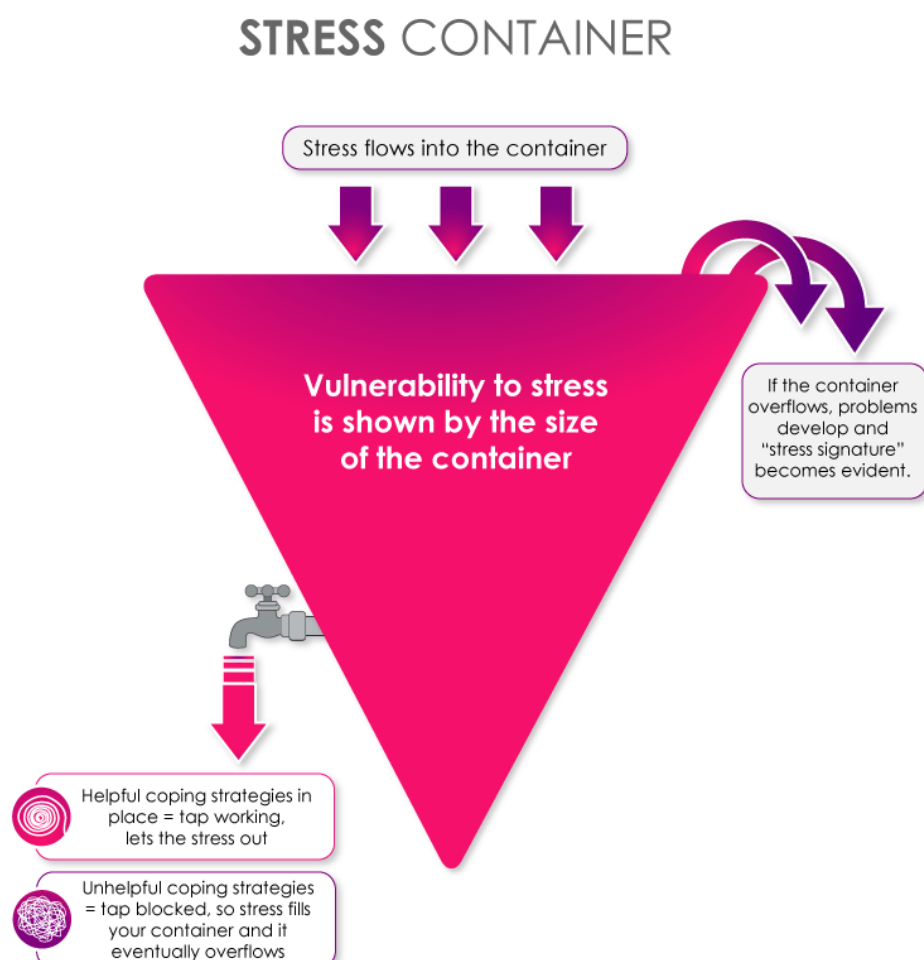 STRESS CONTAINER
Stress flows into the container
Vulnerability to stress
is shown by the size
of the container
If the container
overflows, problems
develop and
“stress signature”
becomes evident.
Helpful coping strategies in
place = tap working,
lets the stress out
Unhelpful coping strategies
= tap blocked, so stress fills
your container and it
eventually overflows